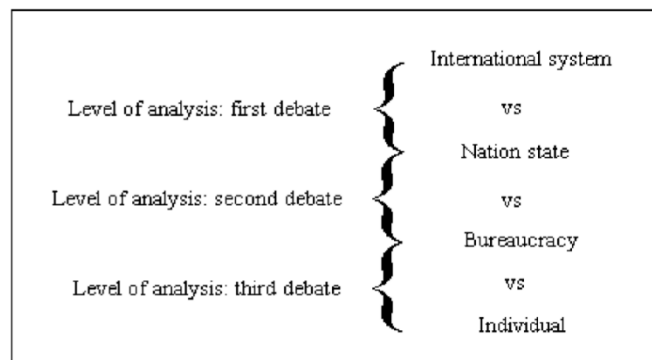 International system
Level of analysis: first debate
vs
Nation state
Level of analysis: second debate
vs
Bureaucracy
Level of analysis: third debate
vs
Individual